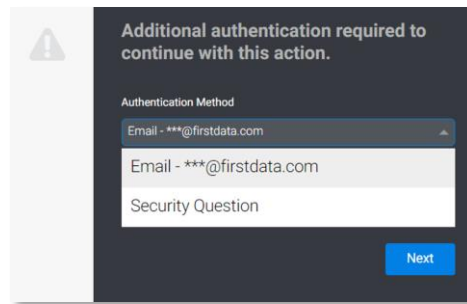 Additional authentication required to
continue with this action.
Authentication Method
Email - ***@firstdata.com
Email - ***@firstdata.com
Security Question
Next